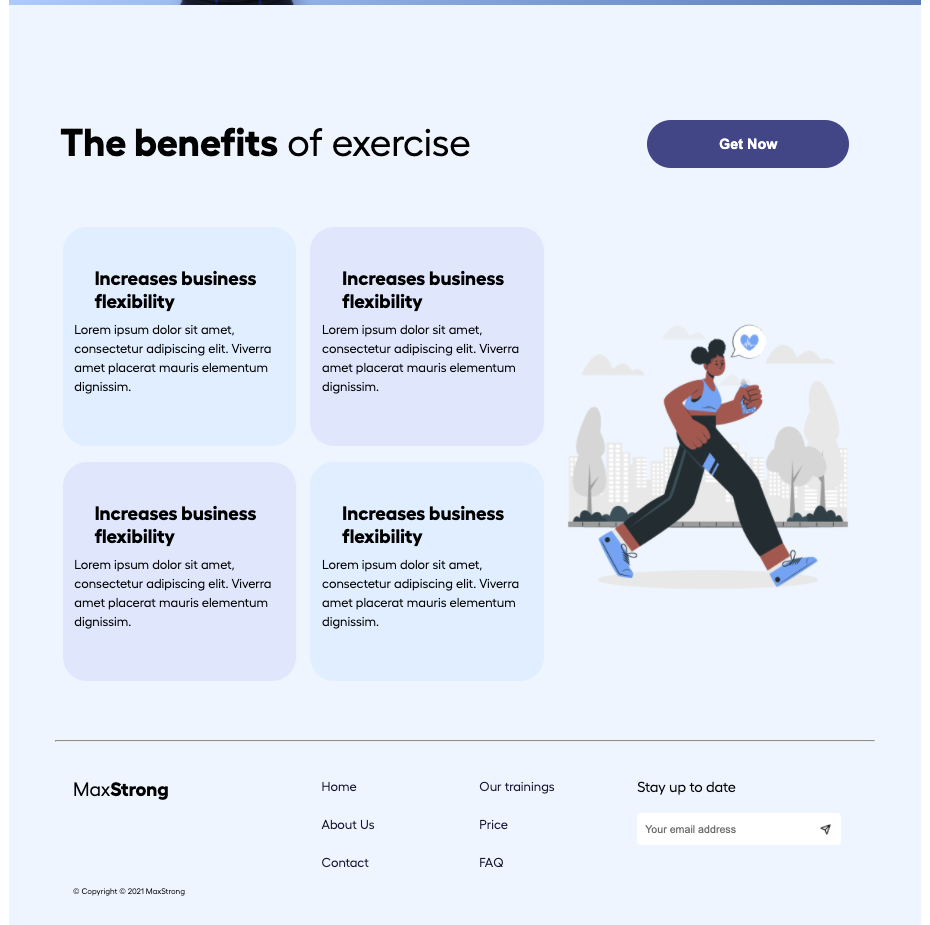 The benefits of exercise
Get Now
Increases business
flexibility
Lorem ipsum dolor sit amet,
consectetur adipiscing elit. Viverra
amet placerat mauris elementum
dignissim.
Increases business
flexibility
Lorem ipsum dolor sit amet,
consectetur adipiscing elit. Viverra
amet placerat mauris elementum
dignissim.
Increases business
flexibility
Lorem ipsum dolor sit amet,
consectetur adipiscing elit. Viverra
amet placerat mauris elementum
dignissim.
Increases business
flexibility
Lorem ipsum dolor sit amet,
consectetur adipiscing elit. Viverra
amet placerat mauris elementum
dignissim.
MaxStrong
Home
About Us
Contact
Our trainings
Price
FAQ
Stay up to date
Your email address
© Copyright © 2021 MaxStrong